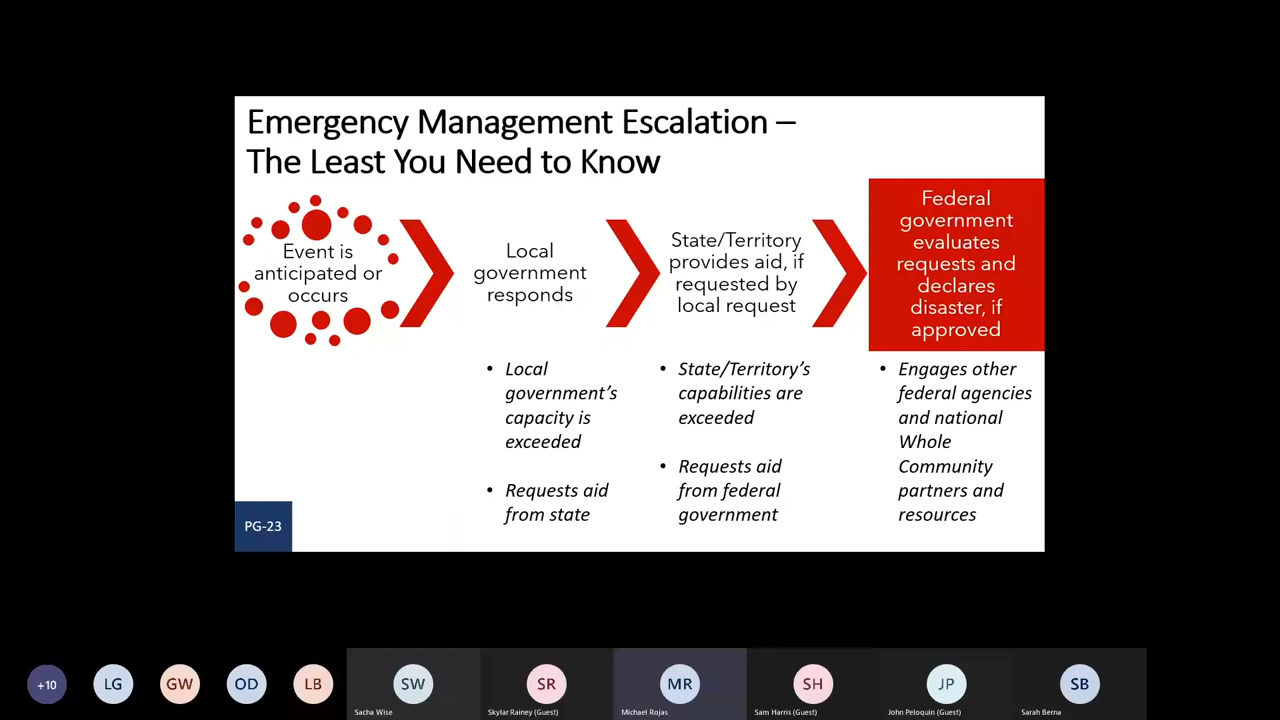 Emergency Management Escalation –
The Least You Need to Know
Event is
anticipated or
occurs
Local
government
responds
State/Territory
provides aid, if
requested by
local request
Federal
government
evaluates
requests and
declares
disaster, if
approved
• Local
government’s
capacity is
exceeded
• Requests aid
from state
• State/Territory’s
capabilities are
exceeded
• Requests aid
from federal
government
• Engages other
federal agencies
and national
Whole
Community
partners and
resources
PG-23
+10
LG
GW
OD
LB
SW
SR
MR
SH
JP
SB
Sacha Wise
Skylar Rainey (Guest)
Michael Rojas
Sam Harris (Guest)
John Peloquin (Guest)
Sarah Berna